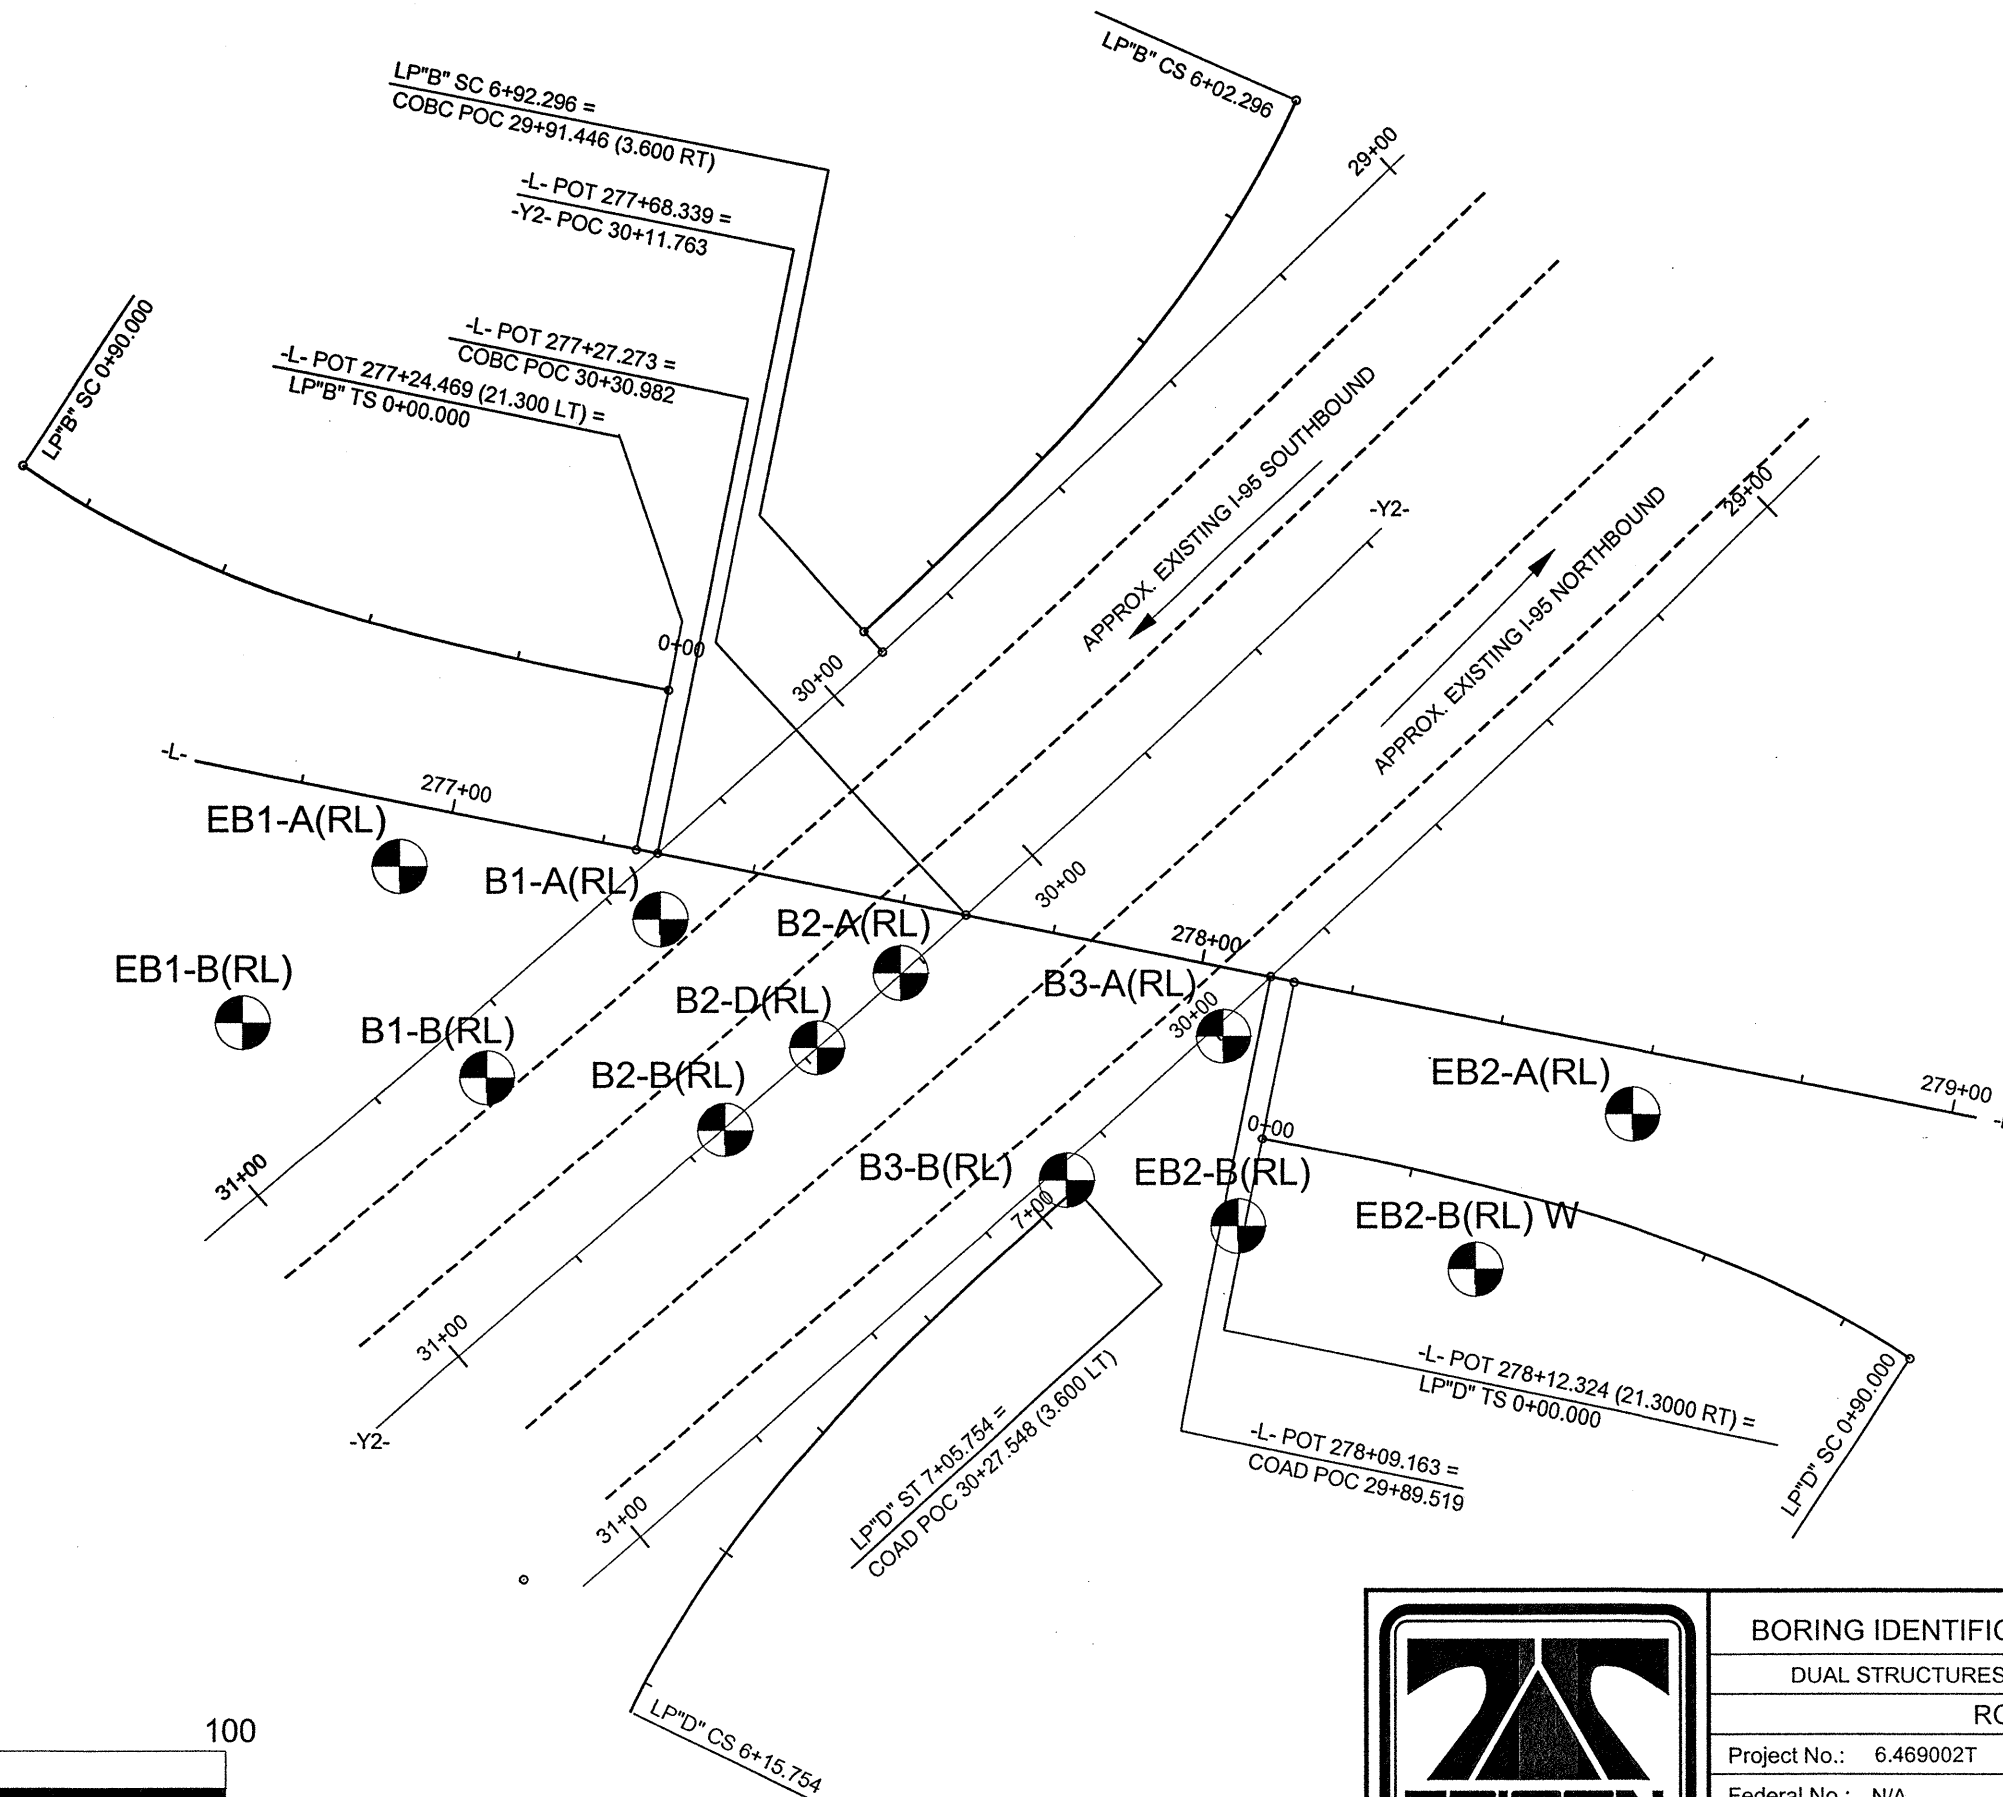 LP"B" CS 6+02.296
LP"B" SC 6+92.296 =
COBC POC 29+91.446 (3.600 RT)
29+00
-L- POT 277+68.339 =
-Y2- POC 30+11.763
-L- POT 277+27.273 =
COBC POC 30+30.982
-L- POT 277+24.469 (21.300 LT) =
LP"B" TS 0+00.000
LP"B" SC 0+90.000
APPROX. EXISTING I-95 SOUTHBOUND
-Y2-
29+00
APPROX. EXISTING I-95 NORTHBOUND
0+00
30+00
-L-
277+00
EB1-A(RL)
B1-A(RL)
30+00
B2-A(RL)
278+00
EB1-B(RL)
B2-D(RL)
B3-A(RL)
30+00
B1-B(RL)
B2-B(RL)
EB2-A(RL)
279+00
0+00
31+00
B3-B(RL)
EB2-B(RL)
7+00
EB2-B(RL) W
31+00
-Y2-
-L- POT 278+12.324 (21.3000 RT) =
LP"D" TS 0+00.000
-L- POT 278+09.163 =
COAD POC 29+89.519
LP"D" SC 0+90.000
LP"D" ST 7+05.754 =
COAD POC 30+27.548 (3.600 LT)
31+00
LP"D" CS 6+15.754
100
BORING IDENTIFIC
DUAL STRUCTURES
RO
Project No.: 6.469002T
Federal No.: N/A